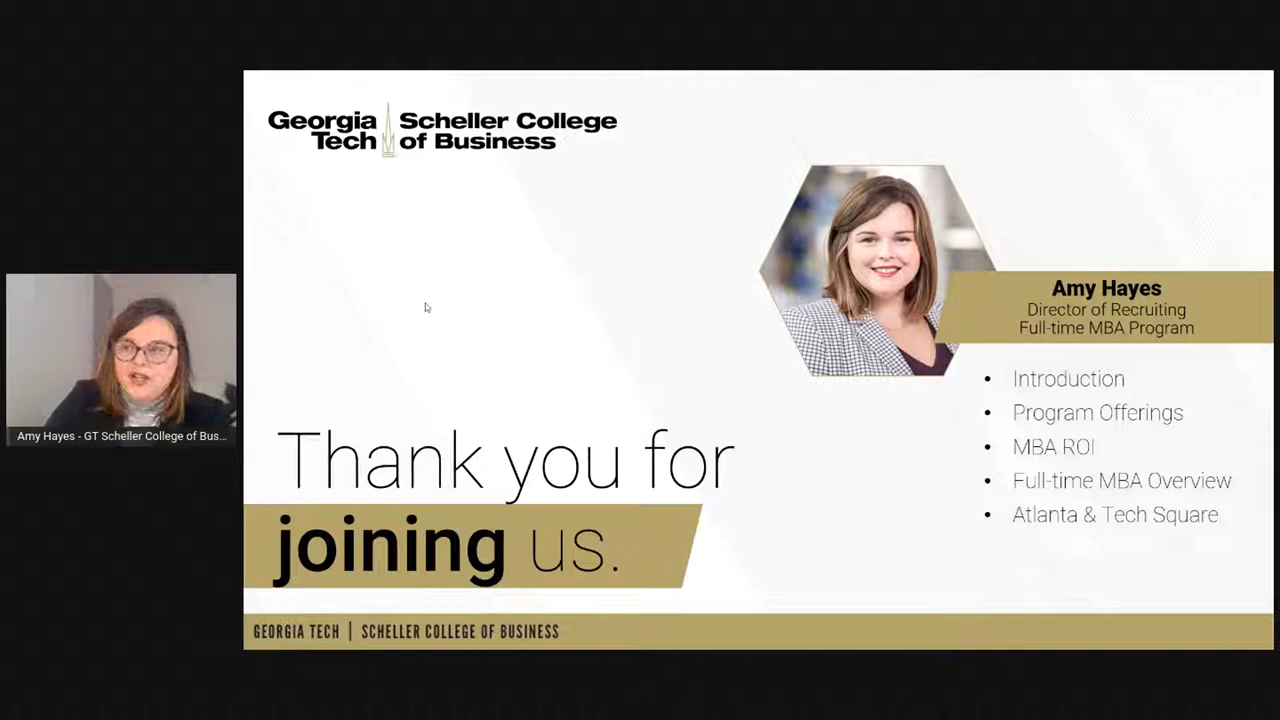 Georgia Tech
Scheller College of Business
Amy Hayes
Director of Recruiting
Full-time MBA Program
• Introduction
• Program Offerings
• MBA ROI
• Full-time MBA Overview
• Atlanta & Tech Square
Amy Hayes - GT Scheller College of Bus...
Thank you for
joining us.
GEORGIA TECH | SCHELLER COLLEGE OF BUSINESS